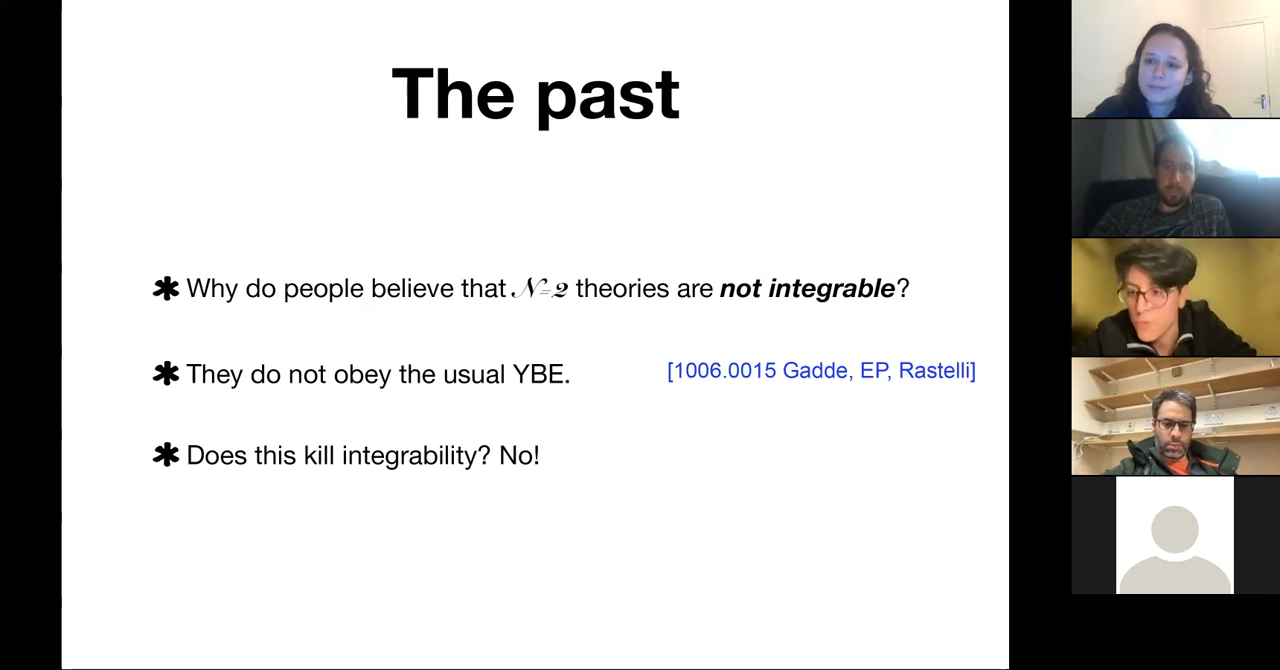 The past
✱ Why do people believe that 𝒩=2 theories are not integrable?
✱ They do not obey the usual YBE. [1006.0015 Gadde, EP, Rastelli]
✱ Does this kill integrability? No!